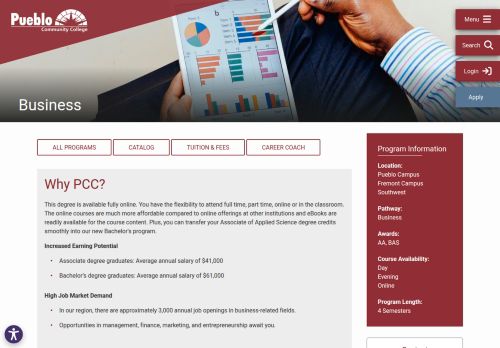 Pueblo
Community College
Menu
Search
Login
Apply
Business
ALL PROGRAMS
CATALOG
TUITION & FEES
CAREER COACH
Why PCC?
This degree is available fully online. You have the flexibility to attend full time, part time, online or in the classroom.
The online courses are much more affordable compared to online offerings at other institutions and eBooks are
readily available for the course content. Plus, you can transfer your Associate of Applied Science degree credits
smoothly into our new Bachelor's program.
Increased Earning Potential
• Associate degree graduates: Average annual salary of $41,000
• Bachelor's degree graduates: Average annual salary of $61,000
High Job Market Demand
• In our region, there are approximately 3,000 annual job openings in business-related fields.
• Opportunities in management, finance, marketing, and entrepreneurship await you.
Program Information
Location:
Pueblo Campus
Fremont Campus
Southwest
Pathway:
Business
Awards:
AA, BAS
Course Availability:
Day
Evening
Online
Program Length:
4 Semesters